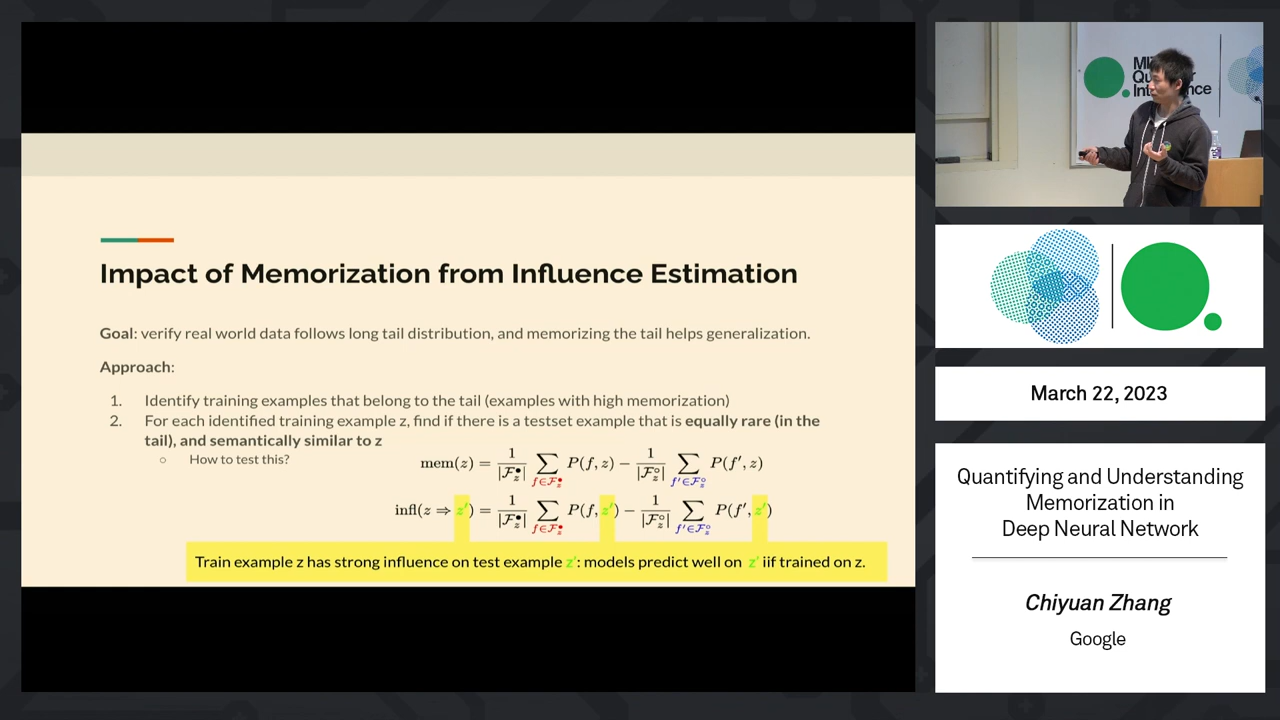 Impact of Memorization from Influence Estimation
Goal: verify real world data follows long tail distribution, and memorizing the tail helps generalization.
Approach:
1. Identify training examples that belong to the tail (examples with high memorization)
2. For each identified training example z, find if there is a testset example that is equally rare (in the
tail), and semantically similar to z
○ How to test this?
mem(z) = 1/|F_z^●| ∑_{f∈F_z^●} P(f, z) − 1/|F_z^○| ∑_{f′∈F_z^○} P(f′, z)
infl(z ⇒ z′) = 1/|F_z^●| ∑_{f∈F_z^●} P(f, z′) − 1/|F_z^○| ∑_{f′∈F_z^○} P(f′, z′)
Train example z has strong influence on test example z′: models predict well on z′ iif trained on z.
March 22, 2023
Quantifying and Understanding
Memorization in
Deep Neural Network
Chiyuan Zhang
Google